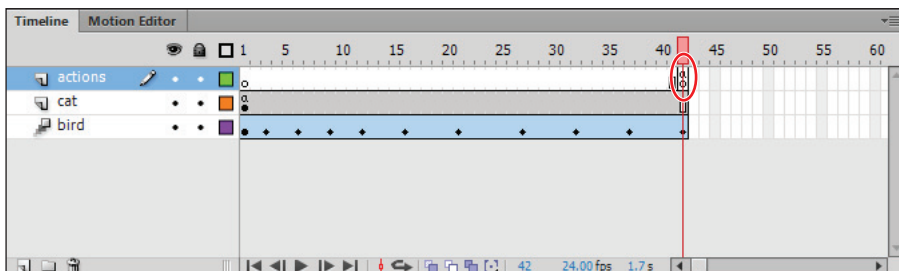 Timeline Motion Editor
1 5 10 15 20 25 30 35 40 45 50 55 60
actions
a
cat
a
bird
42 24.00 fps 1.7 s